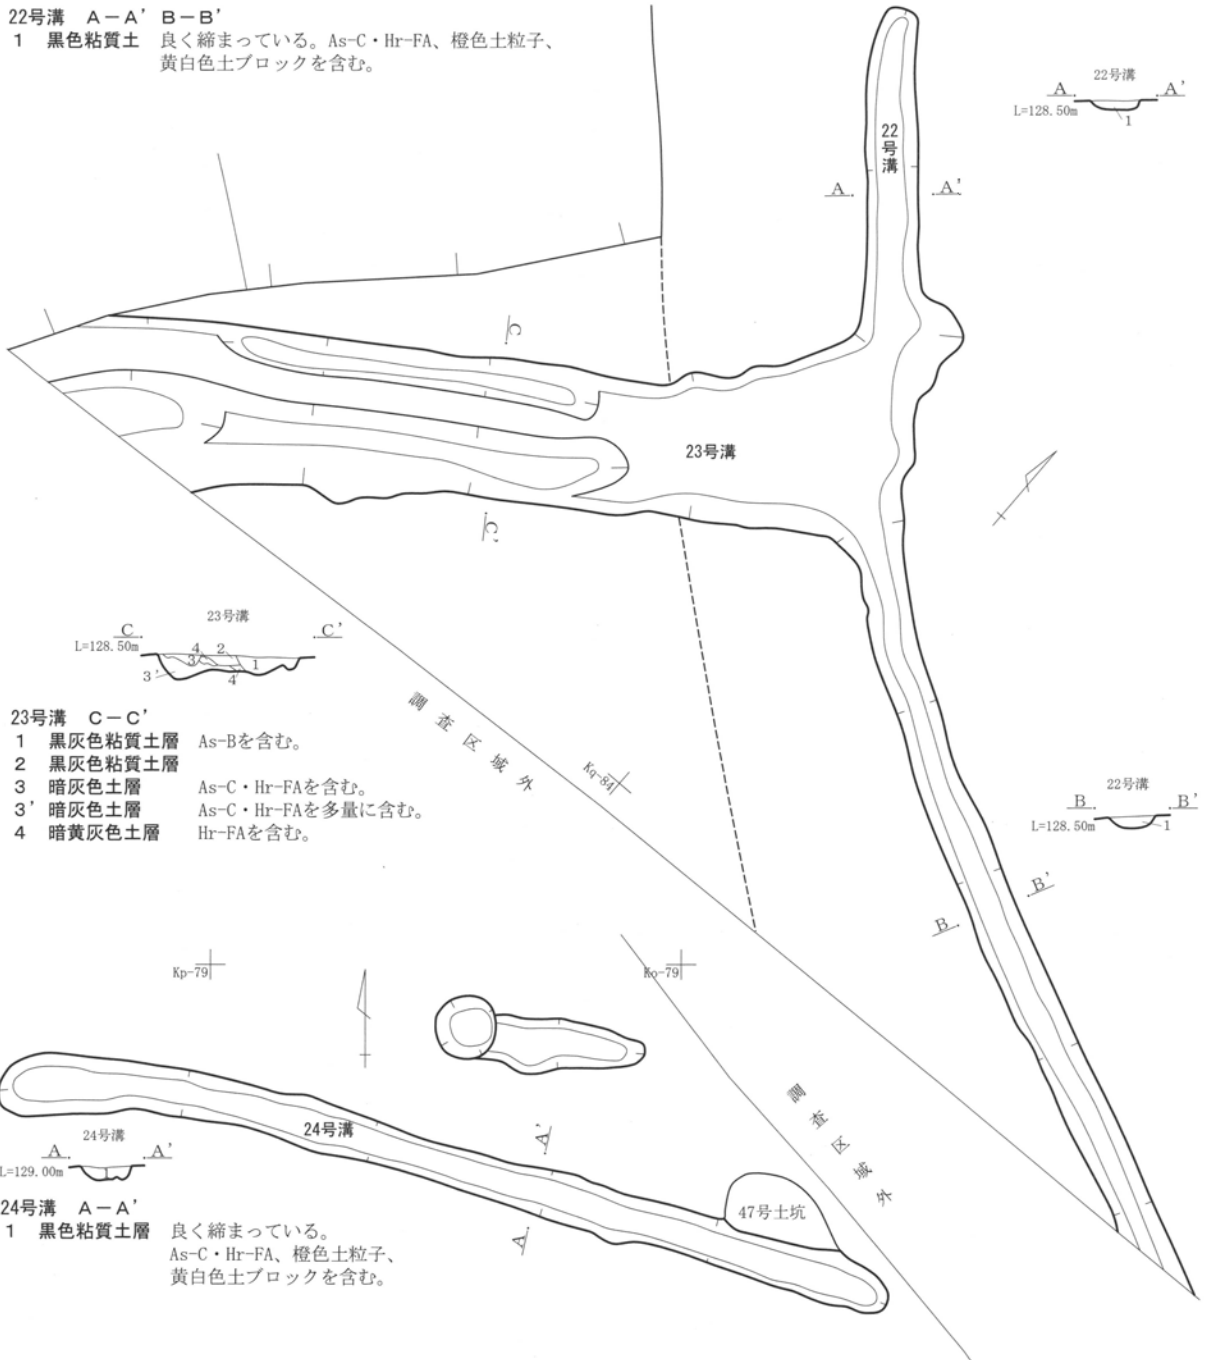 22号溝 A－A' B－B'
1 黒色粘質土 良く締まっている。As-C・Hr-FA、橙色土粒子、
黄白色土ブロックを含む。
22号溝
A A'
L=128.50m
1
22号溝
A A'
C
23号溝
C'
23号溝
C C'
L=128.50m
4 2
3 1
3' 4
23号溝 C－C'
1 黒灰色粘質土層 As-Bを含む。
2 黒灰色粘質土層
3 暗灰色土層 As-C・Hr-FAを含む。
3' 暗灰色土層 As-C・Hr-FAを多量に含む。
4 暗黄灰色土層 Hr-FAを含む。
調査区域外
Kq-84
22号溝
B B'
L=128.50m
1
B B'
Kp-79
Ko-79
調査区域外
24号溝
24号溝
A A'
L=129.00m
A'
A
47号土坑
24号溝 A－A'
1 黒色粘質土層 良く締まっている。
As-C・Hr-FA、橙色土粒子、
黄白色土ブロックを含む。